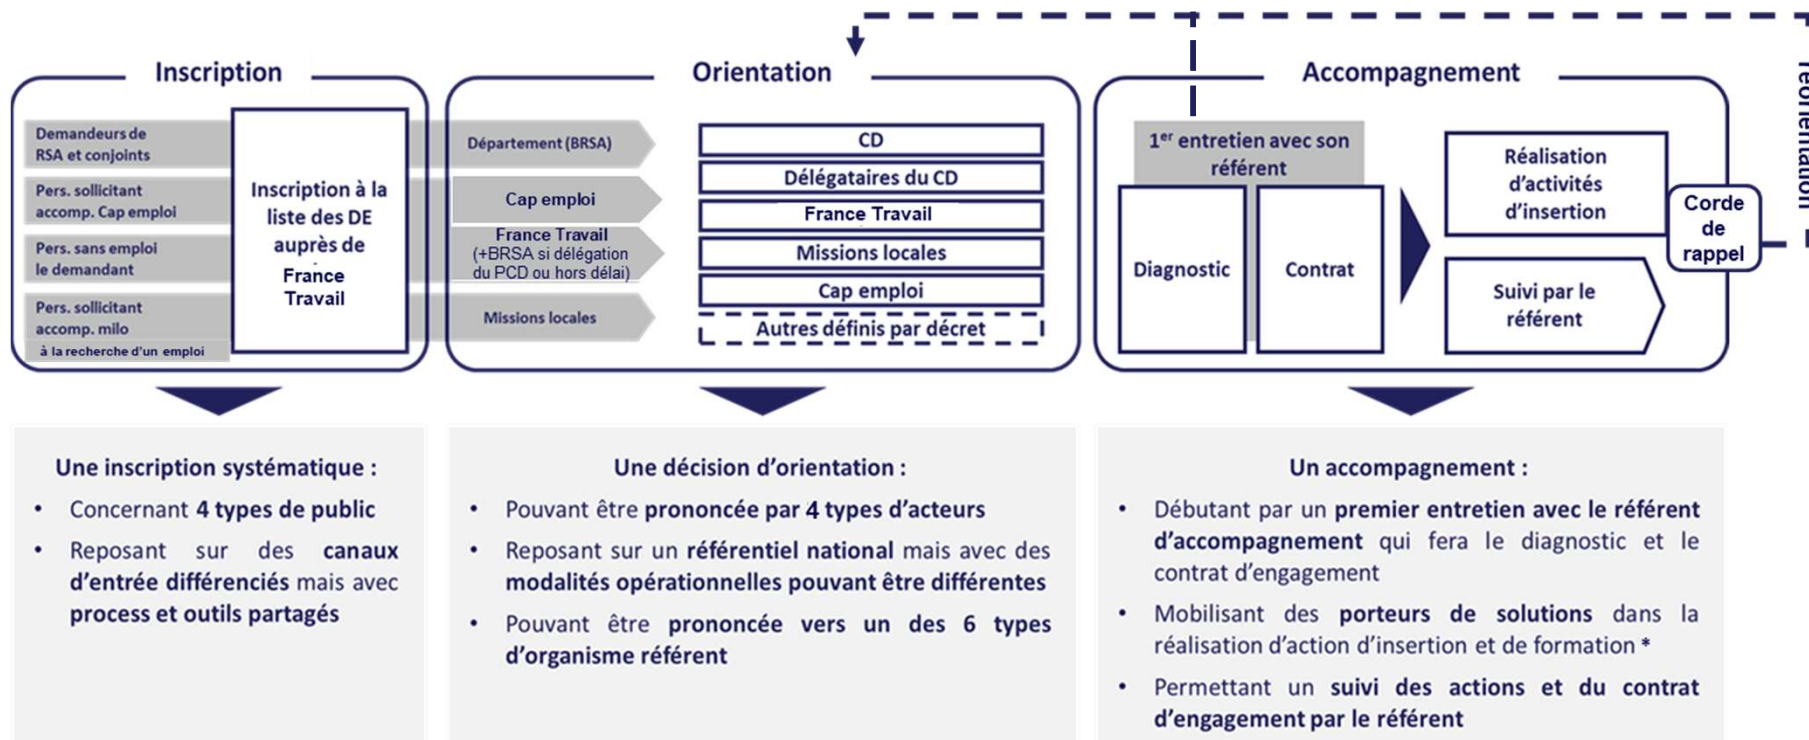 Inscription
Demandeurs de
RSA et conjoints
Pers. sollicitant
accomp. Cap emploi
Pers. sans emploi
le demandant
Pers. sollicitant
accomp. milo
à la recherche d'un emploi
Inscription à la
liste des DE
auprès de
France
Travail
Orientation
Département (BRSA)
Cap emploi
France Travail
(+BRSA si délégation
du PCD ou hors délai)
Missions locales
CD
Délégataires du CD
France Travail
Missions locales
Cap emploi
Autres définis par décret
Accompagnement
1er entretien avec son
référent
Diagnostic
Contrat
Réalisation
d'activités
d'insertion
Suivi par le
référent
Corde
de
rappel
réorientation
Une inscription systématique :
• Concernant 4 types de public
• Reposant sur des canaux
d'entrée différenciés mais avec
process et outils partagés
Une décision d'orientation :
• Pouvant être prononcée par 4 types d'acteurs
• Reposant sur un référentiel national mais avec des
modalités opérationnelles pouvant être différentes
• Pouvant être prononcée vers un des 6 types
d'organisme référent
Un accompagnement :
• Débutant par un premier entretien avec le référent
d'accompagnement qui fera le diagnostic et le
contrat d'engagement
• Mobilisant des porteurs de solutions dans la
réalisation d'action d'insertion et de formation *
• Permettant un suivi des actions et du contrat
d'engagement par le référent